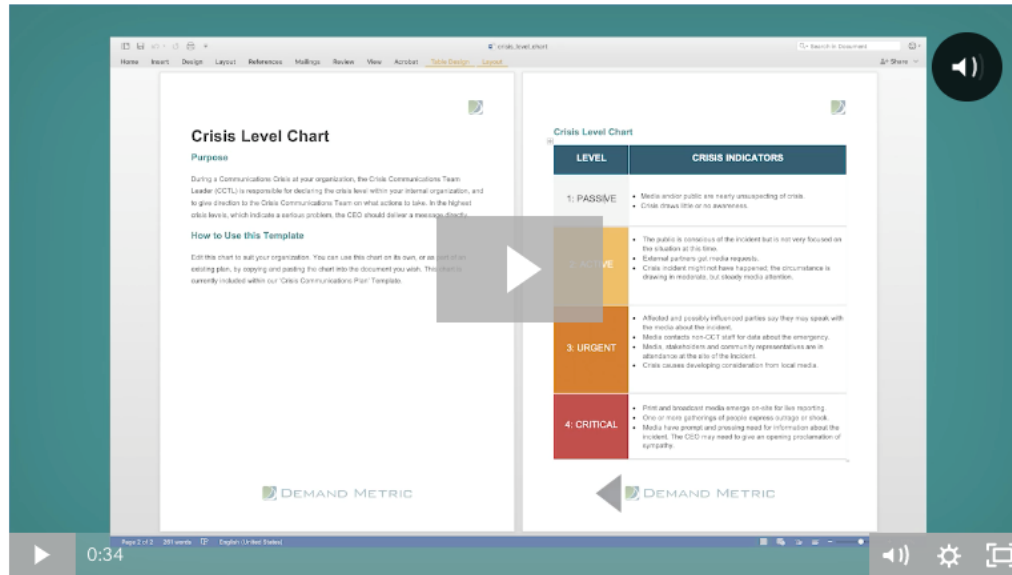 crisis_level_chart
Search in Document
Home Insert Design Layout References Mailings Review View Acrobat Table Design Layout
Share
Crisis Level Chart
Purpose
During a Communications Crisis at your organization, the Crisis Communications Team
Leader (CCTL) is responsible for declaring the crisis level within your internal organization, and
to give direction to the Crisis Communications Team on what actions to take. In the highest
crisis levels, which indicate a serious problem, the CEO should deliver a message directly.
How to Use this Template
Edit this chart to suit your organization. You can use this chart on its own, or as part of an
existing plan, by copying and pasting the chart into the document you wish. This chart is
currently included within our 'Crisis Communications Plan' Template.
DEMAND METRIC
Crisis Level Chart
LEVEL CRISIS INDICATORS
1: PASSIVE
• Media and/or public are nearly unsuspecting of crisis.
• Crisis draws little or no awareness.
2: ACTIVE
• The public is conscious of the incident but is not very focused on
the situation at this time.
• External partners get media requests.
• Crisis incident might not have happened; the circumstance is
drawing in moderate, but steady media attention.
3: URGENT
• Affected and possibly influenced parties say they may speak with
the media about the incident.
• Media contacts non-CCT staff for data about the emergency.
• Media, stakeholders and community representatives are in
attendance at the site of the incident.
• Crisis causes developing consideration from local media.
4: CRITICAL
• Print and broadcast media emerge on-site for live reporting.
• One or more gatherings of people express outrage or shock.
• Media have prompt and pressing need for information about the
incident. The CEO may need to give an opening proclamation of
sympathy.
DEMAND METRIC
Page 2 of 2 201 words English (United States)
0:34